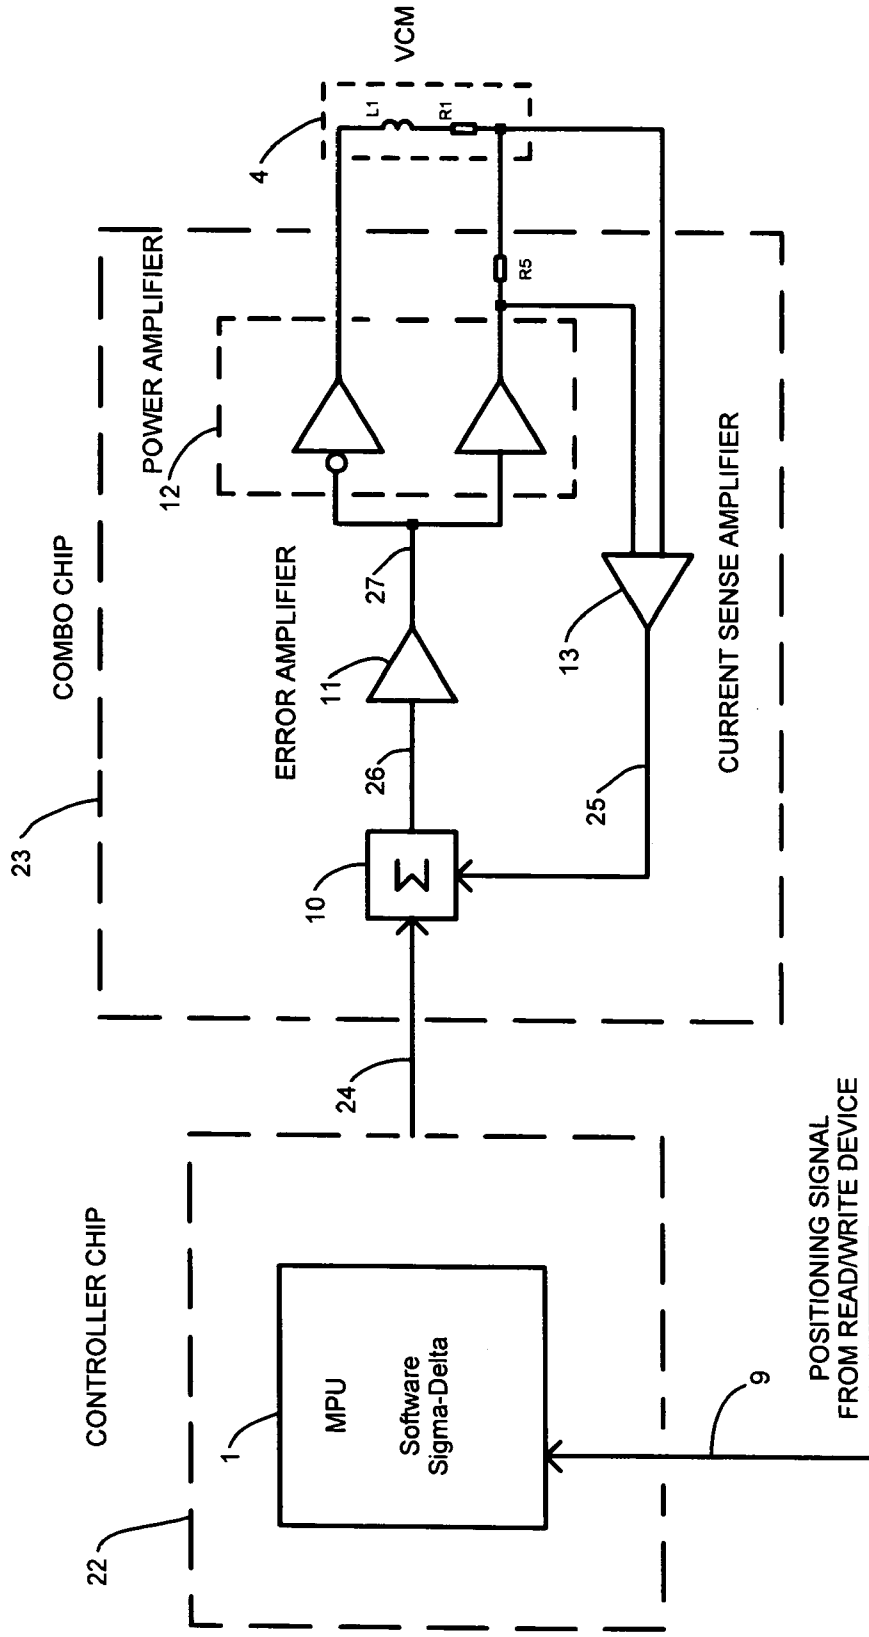 CONTROLLER CHIP
22
1
MPU
Software
Sigma-Delta
9
POSITIONING SIGNAL
FROM READ/WRITE DEVICE
24
COMBO CHIP
23
10
Σ
26
ERROR AMPLIFIER
11
27
POWER AMPLIFIER
12
R5
4
VCM
L1
R1
13
25
CURRENT SENSE AMPLIFIER